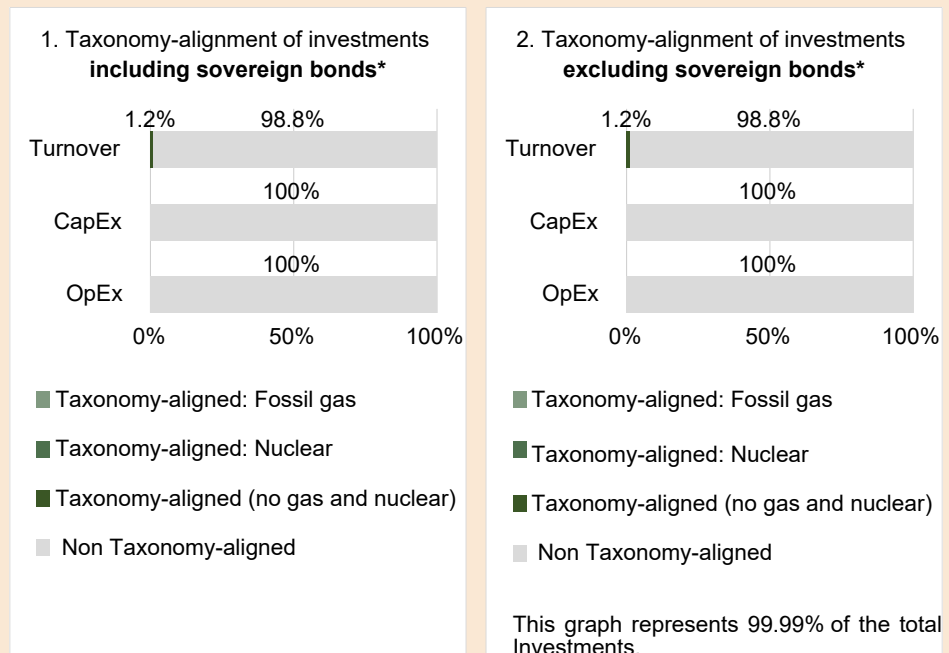 1. Taxonomy-alignment of investments
including sovereign bonds*
1.2%
98.8%
Turnover
100%
CapEx
100%
OpEx
0%
50%
100%
Taxonomy-aligned: Fossil gas
Taxonomy-aligned: Nuclear
Taxonomy-aligned (no gas and nuclear)
Non Taxonomy-aligned
2. Taxonomy-alignment of investments
excluding sovereign bonds*
1.2%
98.8%
Turnover
100%
CapEx
100%
OpEx
0%
50%
100%
Taxonomy-aligned: Fossil gas
Taxonomy-aligned: Nuclear
Taxonomy-aligned (no gas and nuclear)
Non Taxonomy-aligned
This graph represents 99.99% of the total
Investments.